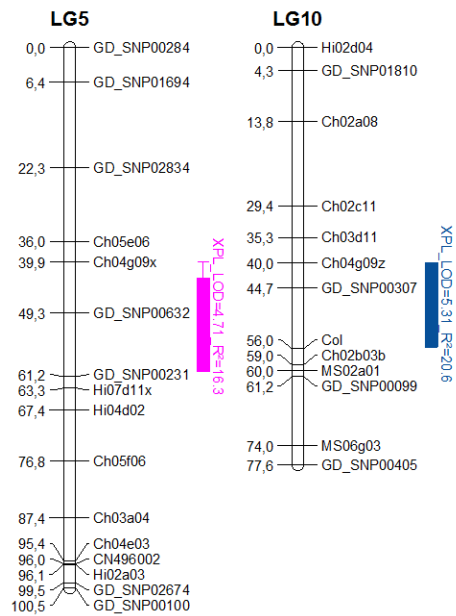 LG5
0,0 GD_SNP00284
6,4 GD_SNP01694
22,3 GD_SNP02834
36,0 Ch05e06
39,9 Ch04g09x
49,3 GD_SNP00632
61,2 GD_SNP00231
63,3 Hi07d11x
67,4 Hi04d02
76,8 Ch05f06
87,4 Ch03a04
95,4 Ch04e03
96,0 CN496002
96,1 Hi02a03
99,5 GD_SNP02674
100,5 GD_SNP00100
XPL_LOD=4.71_R²=16.3
LG10
0,0 Hi02d04
4,3 GD_SNP01810
13,8 Ch02a08
29,4 Ch02c11
35,3 Ch03d11
40,0 Ch04g09z
44,7 GD_SNP00307
56,0 Col
59,0 Ch02b03b
60,0 MS02a01
61,2 GD_SNP00099
74,0 MS06g03
77,6 GD_SNP00405
XPL_LOD=5.31_R²=20.6